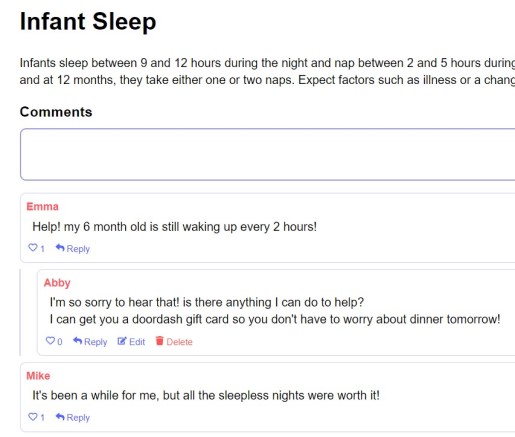 Infant Sleep
Infants sleep between 9 and 12 hours during the night and nap between 2 and 5 hours during
and at 12 months, they take either one or two naps. Expect factors such as illness or a chang
Comments
Emma
Help! my 6 month old is still waking up every 2 hours!
1 Reply
Abby
I'm so sorry to hear that! is there anything I can do to help?
I can get you a doordash gift card so you don't have to worry about dinner tomorrow!
0 Reply Edit Delete
Mike
It's been a while for me, but all the sleepless nights were worth it!
1 Reply